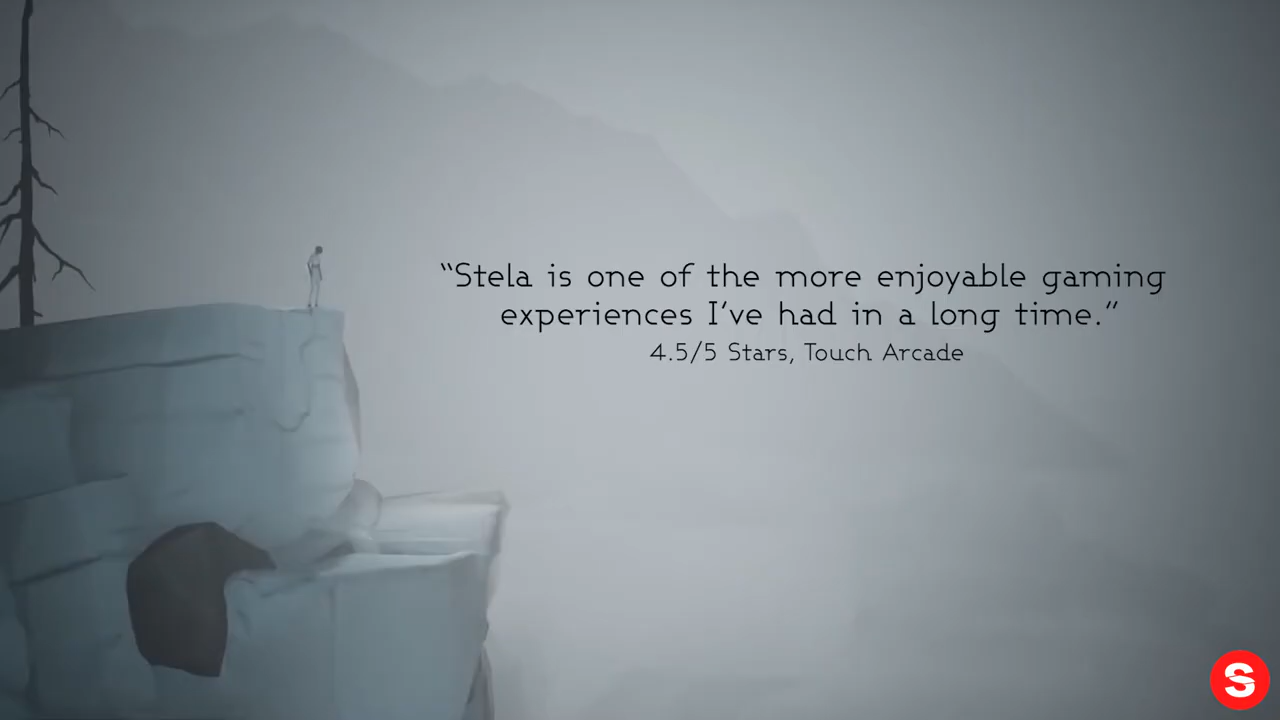 “Stela is one of the more enjoyable gaming
experiences I’ve had in a long time.”
4.5/5 Stars, Touch Arcade
S